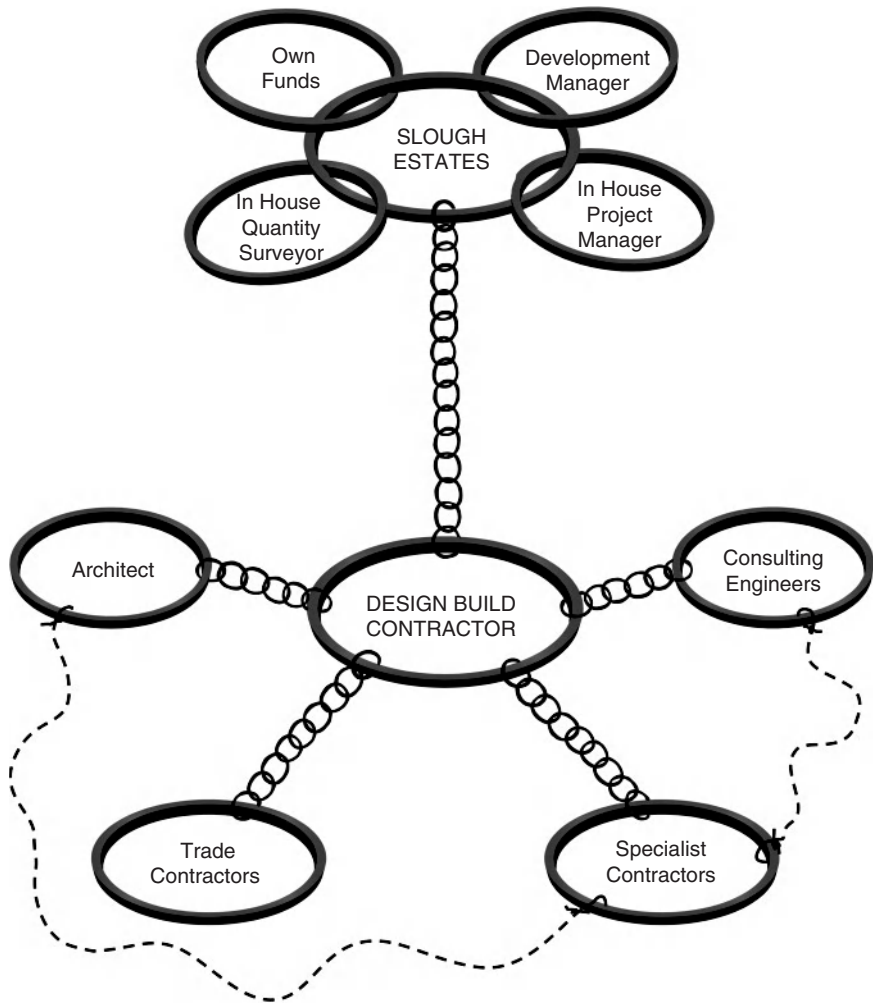 Own
Funds
Development
Manager
SLOUGH
ESTATES
In House
Quantity
Surveyor
In House
Project
Manager
Architect
DESIGN BUILD
CONTRACTOR
Consulting
Engineers
Trade
Contractors
Specialist
Contractors